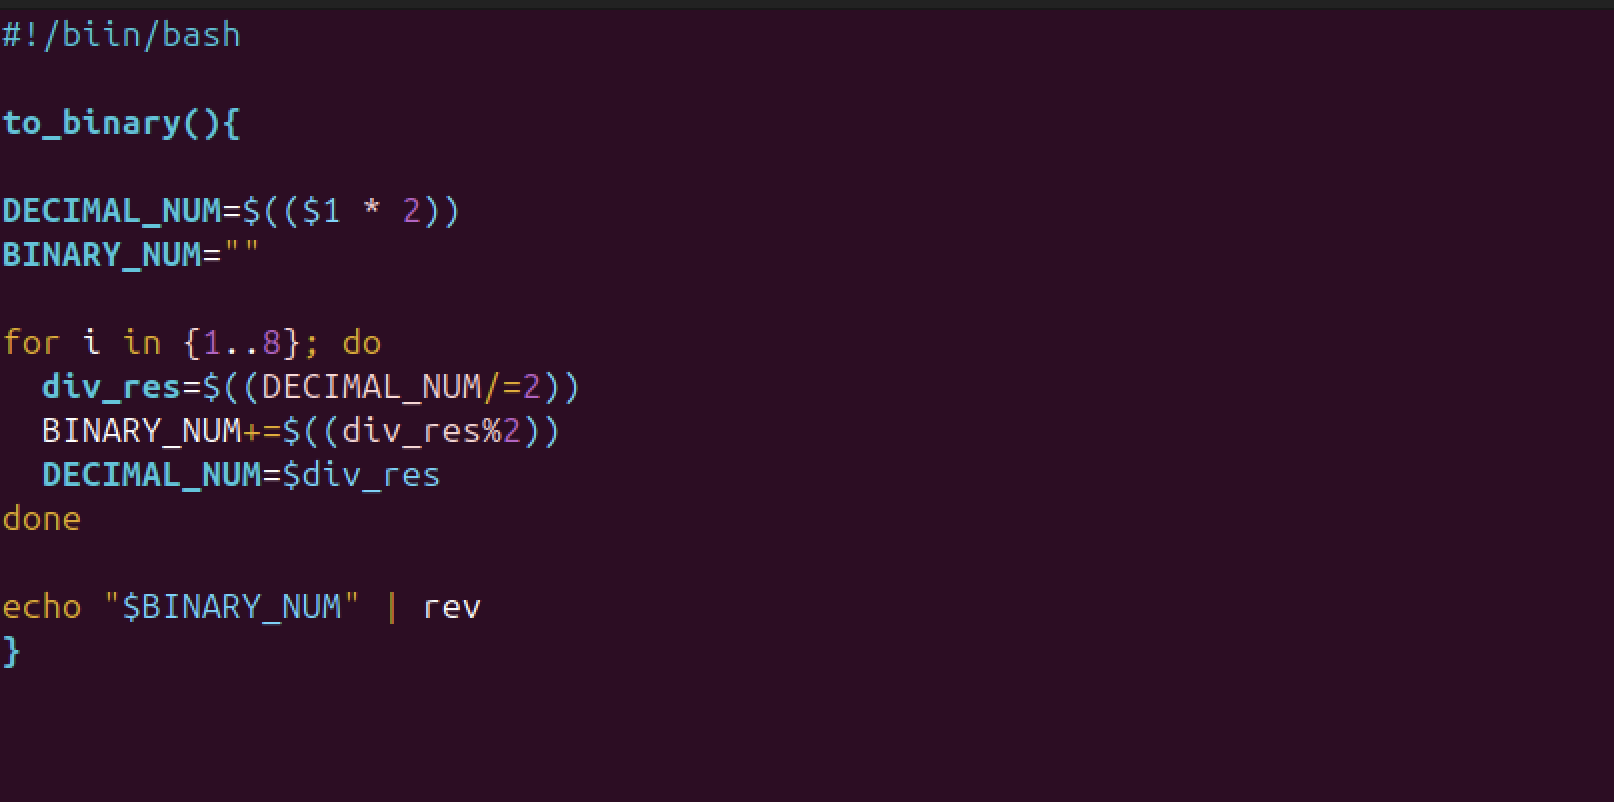 #!/biin/bash
to_binary(){
DECIMAL_NUM=$(($1 * 2))
BINARY_NUM=""
for i in {1..8}; do
  div_res=$((DECIMAL_NUM/=2))
  BINARY_NUM+=$((div_res%2))
  DECIMAL_NUM=$div_res
done
echo "$BINARY_NUM" | rev
}